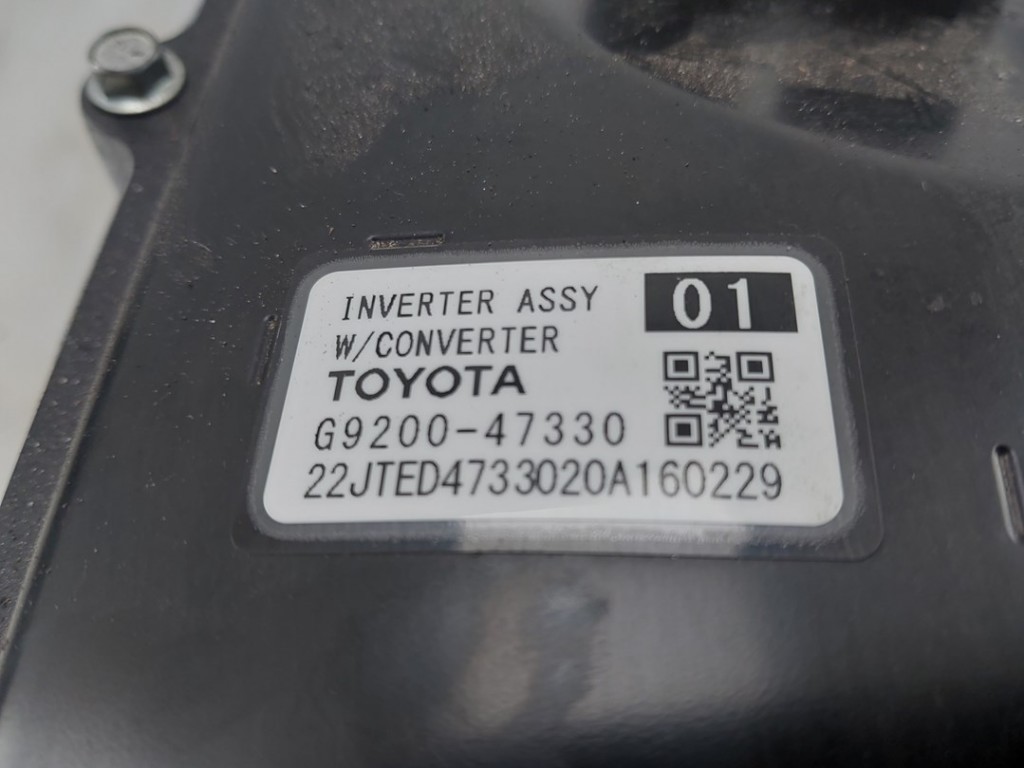 INVERTER ASSY
01
W/CONVERTER
TOYOTA
G9200-47330
22JTED4733020A160229